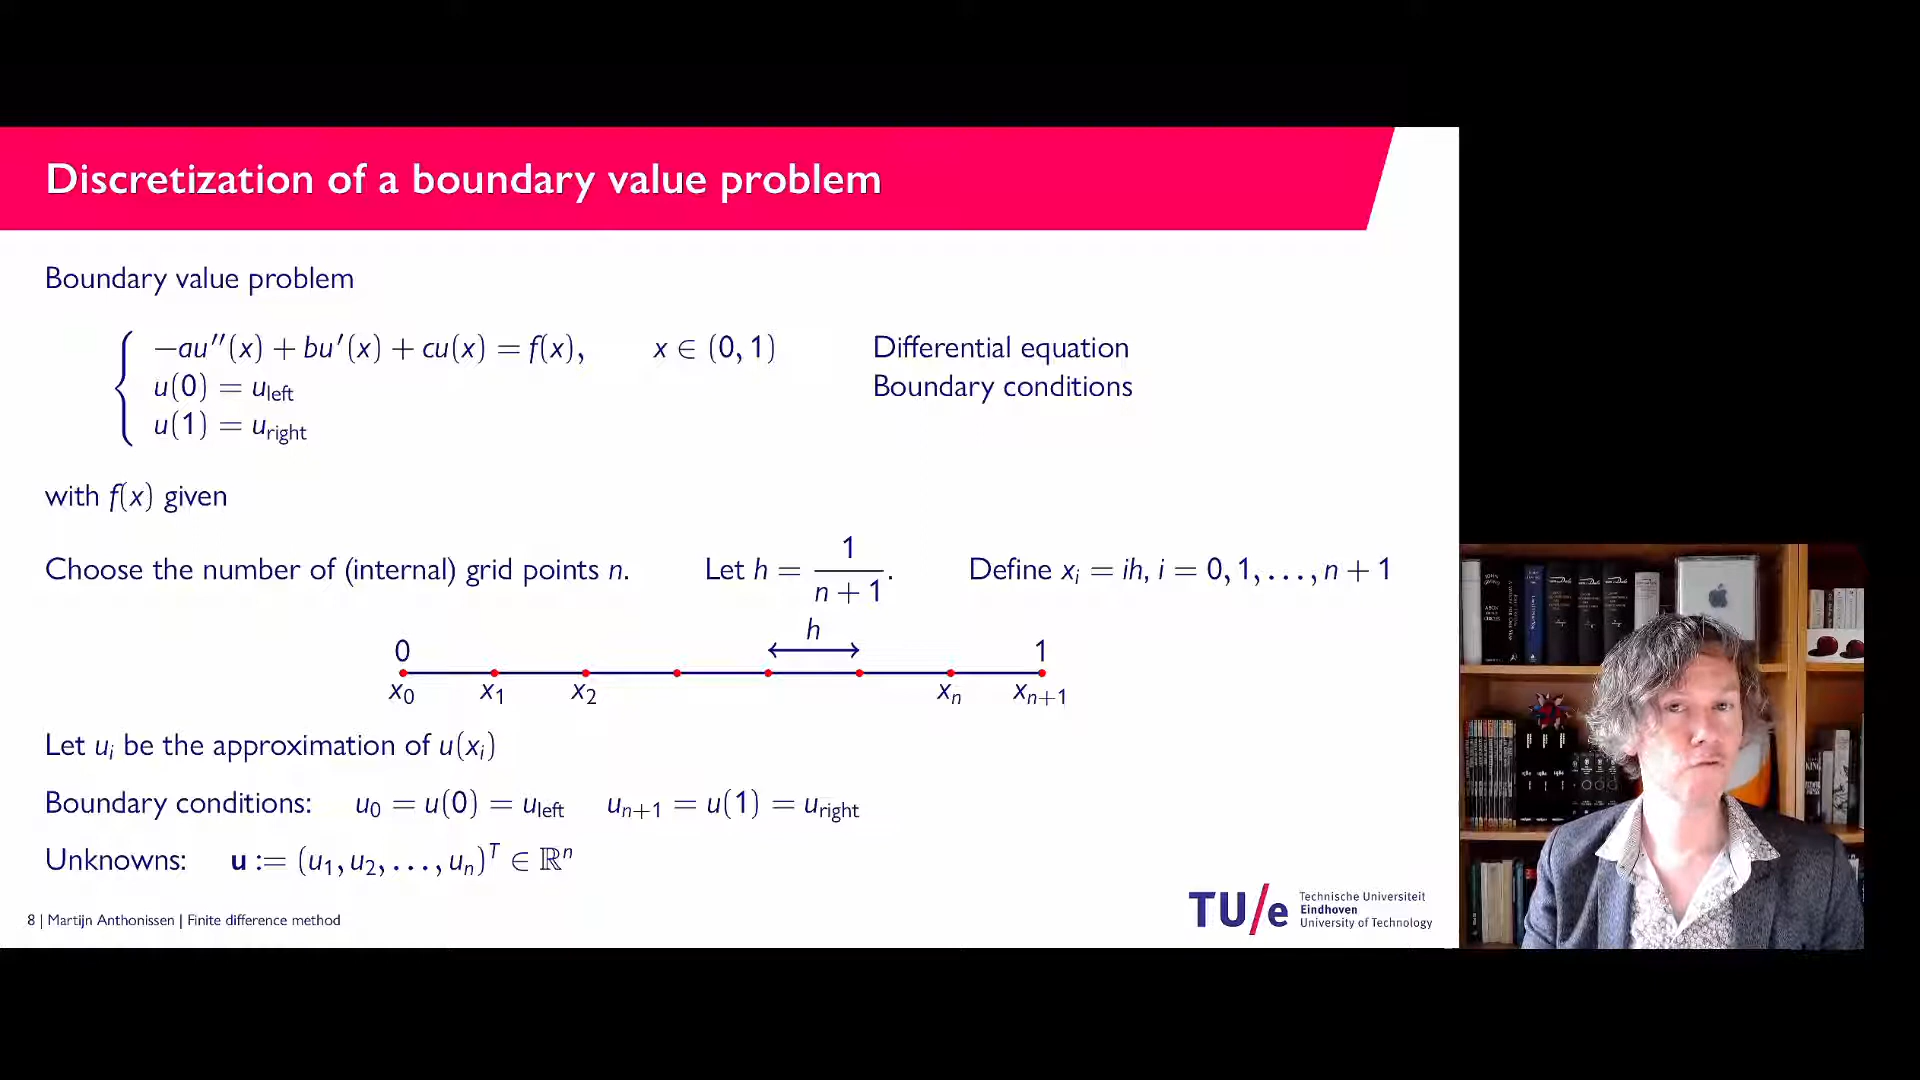 Discretization of a boundary value problem
Boundary value problem
−au″(x) + bu′(x) + cu(x) = f(x), x ∈ (0, 1) Differential equation
u(0) = u_left Boundary conditions
u(1) = u_right
with f(x) given
Choose the number of (internal) grid points n. Let h = 1/(n + 1). Define x_i = ih, i = 0, 1, . . . , n + 1
h
0 1
x_0 x_1 x_2 x_n x_{n+1}
Let u_i be the approximation of u(x_i)
Boundary conditions: u_0 = u(0) = u_left u_{n+1} = u(1) = u_right
Unknowns: u := (u_1, u_2, . . . , u_n)^T ∈ ℝ^n
8 | Martijn Anthonissen | Finite difference method
TU/e Technische Universiteit
Eindhoven
University of Technology